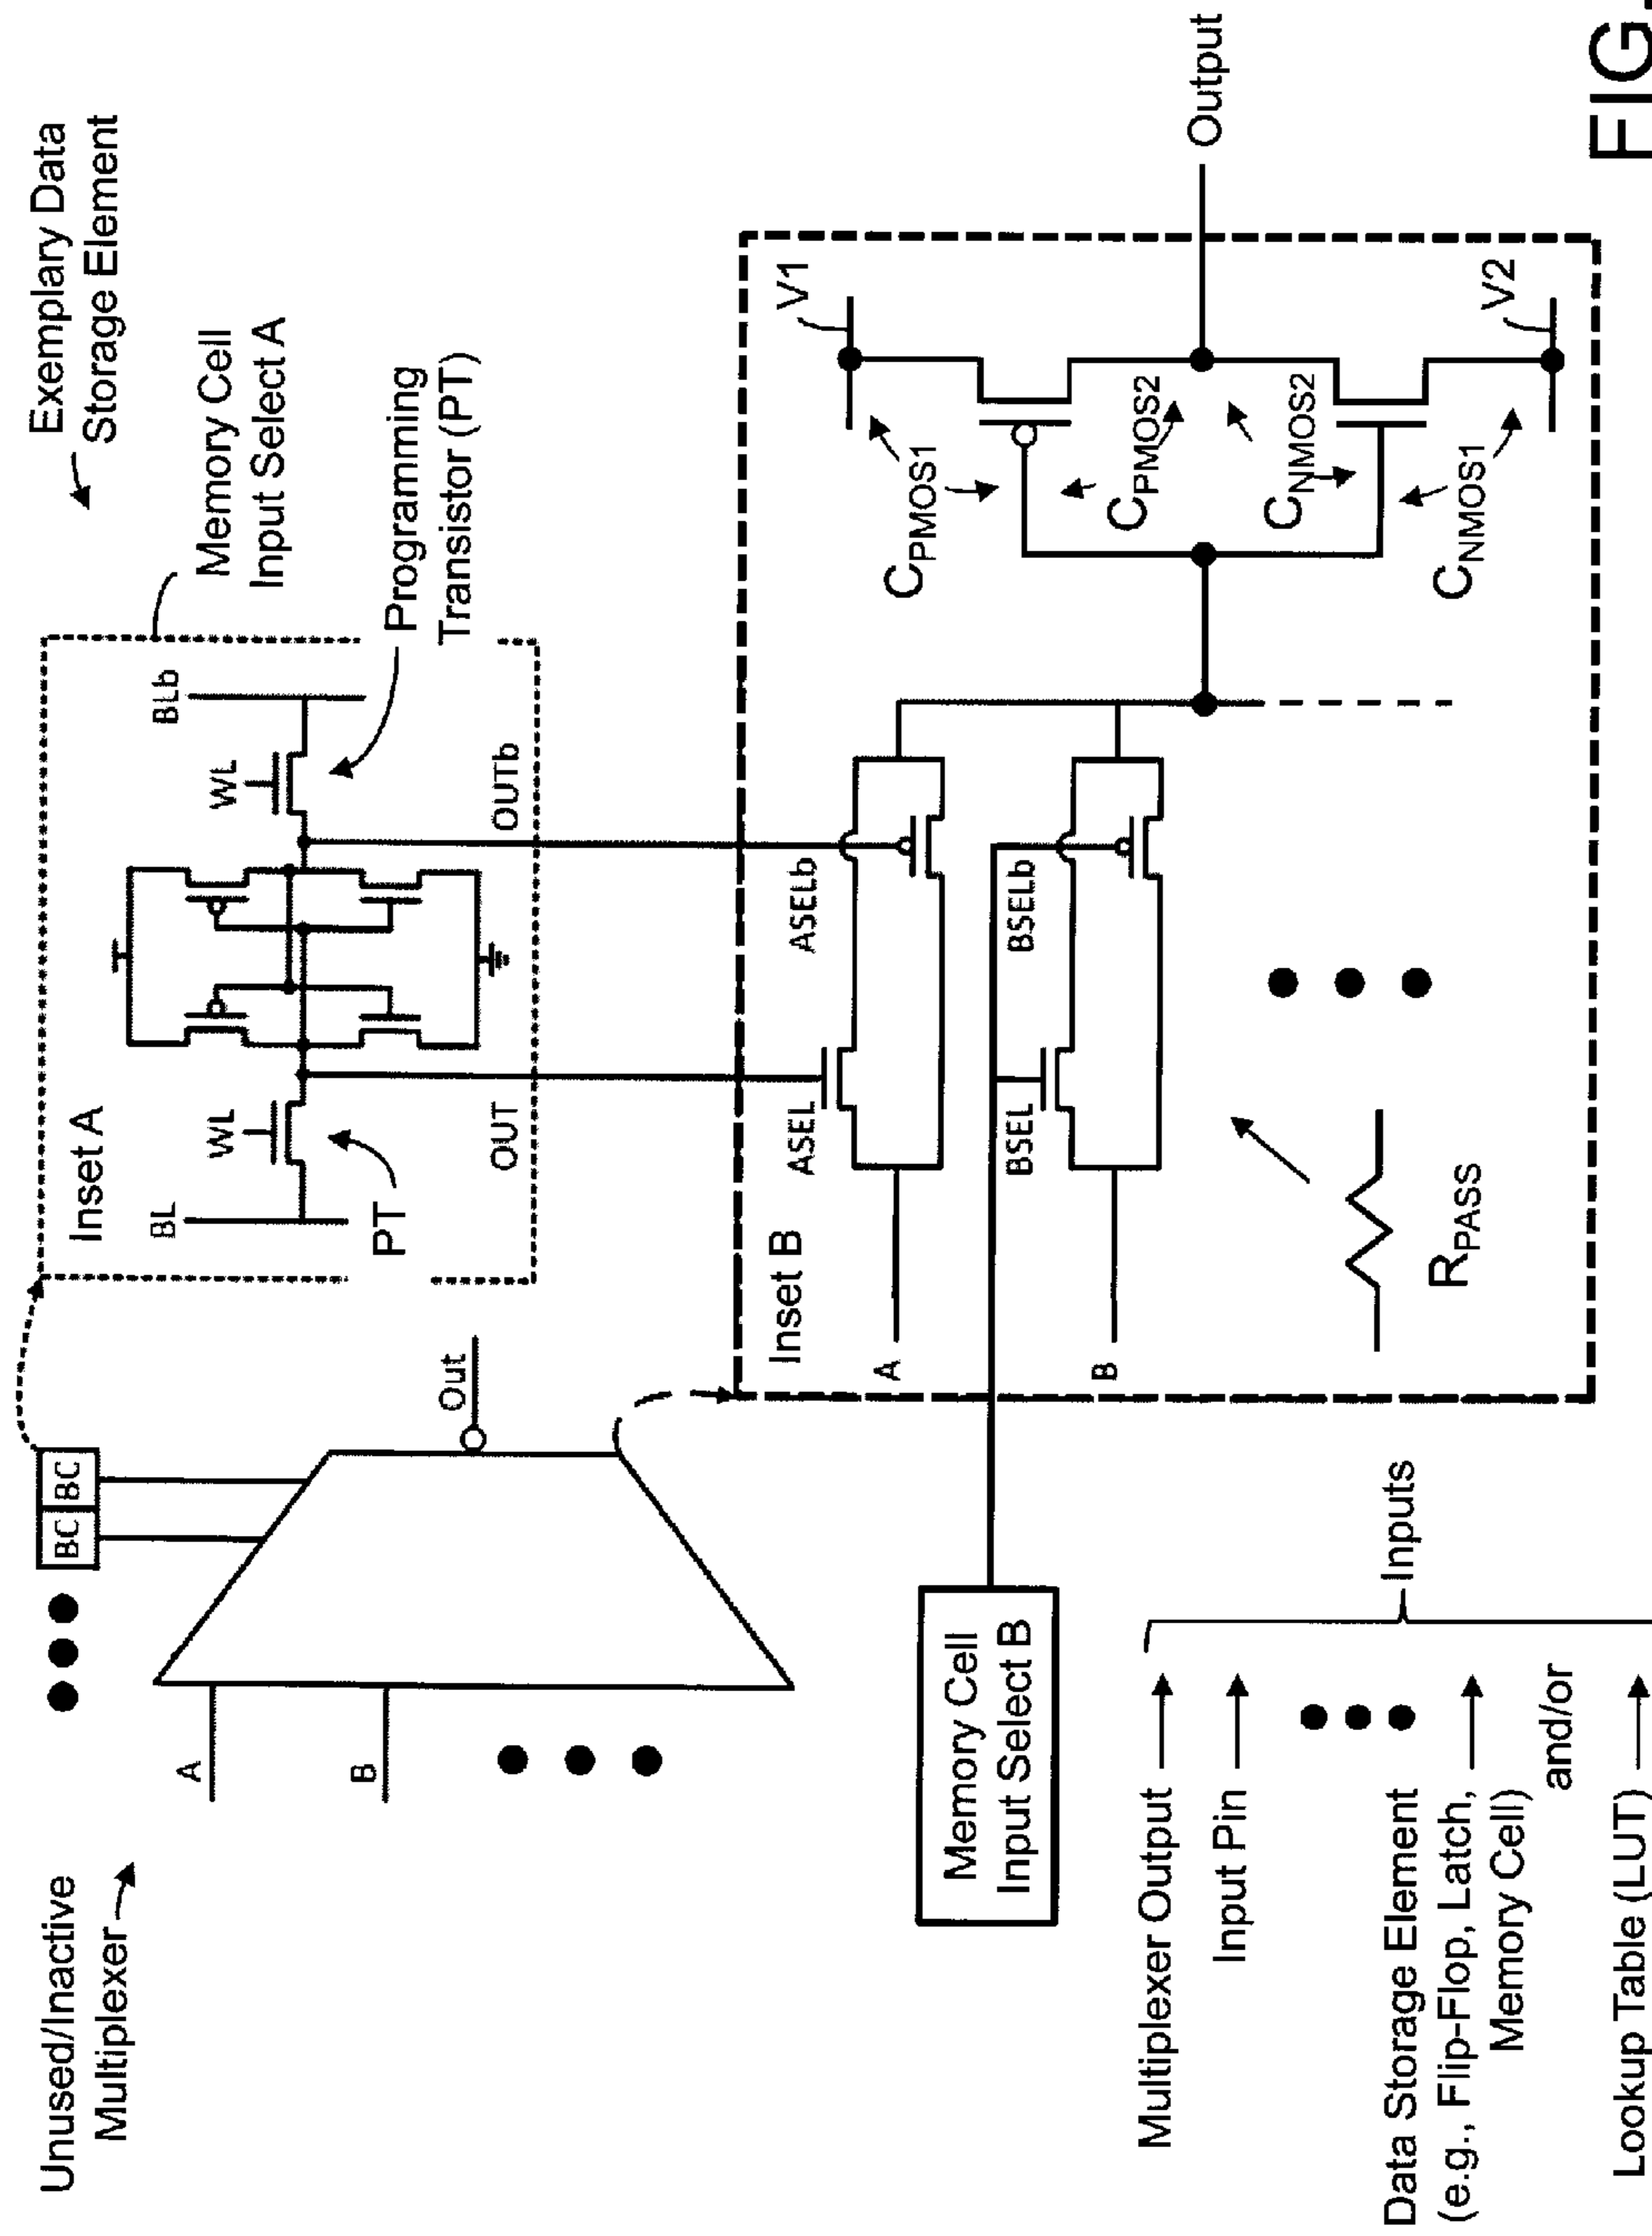 Unused/Inactive
Multiplexer
A
B
BC
BC
Out
Exemplary Data
Storage Element
Memory Cell
Input Select A
Inset A
BL
BLb
WL
WL
PT
Programming
Transistor (PT)
OUT
OUTb
Inset B
A
B
ASEL
ASELb
BSEL
BSELb
RPASS
V1
V2
CPMOS1
CPMOS2
CNMOS2
CNMOS1
Output
Memory Cell
Input Select B
Multiplexer Output
Input Pin
Data Storage Element
(e.g., Flip-Flop, Latch,
Memory Cell)
and/or
Lookup Table (LUT)
Inputs
FIG.